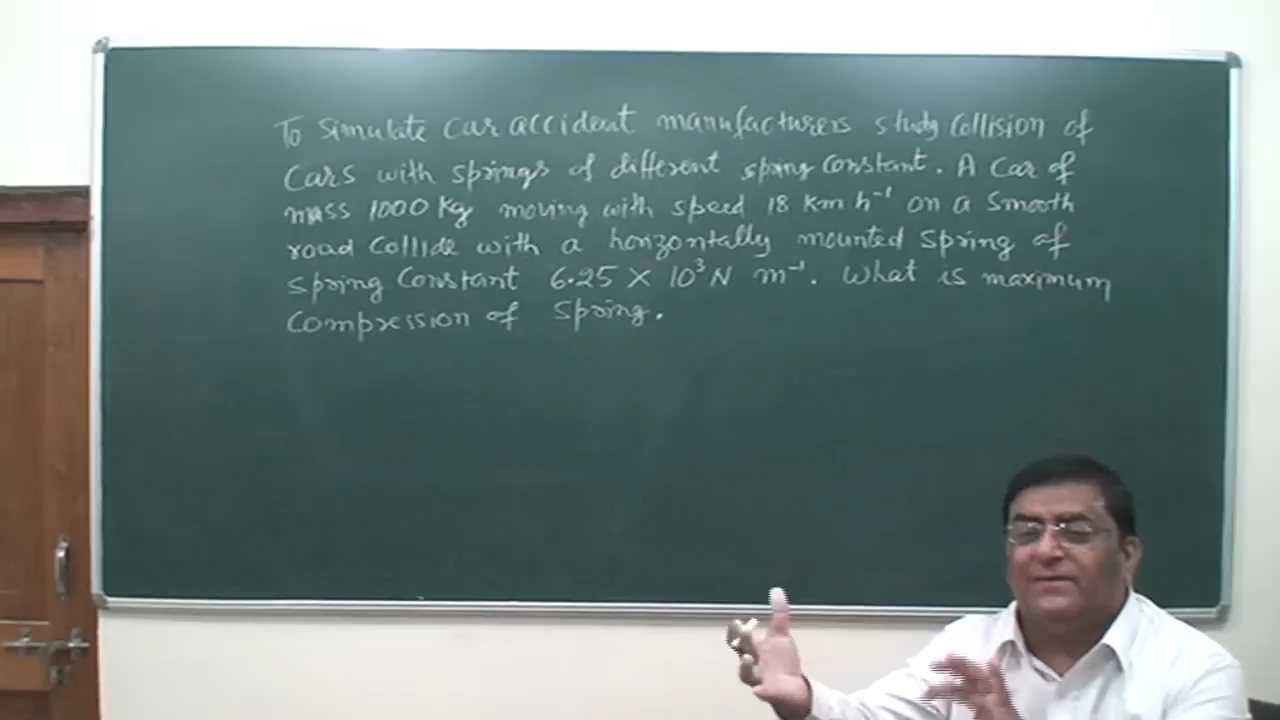 To simulate car accident manufacturers study collision of
cars with springs of different spring constant. A car of
mass 1000 kg moving with speed 18 km h⁻¹ on a smooth
road collide with a horizontally mounted spring of
spring constant 6.25 × 10³ N m⁻¹. What is maximum
compression of spring.